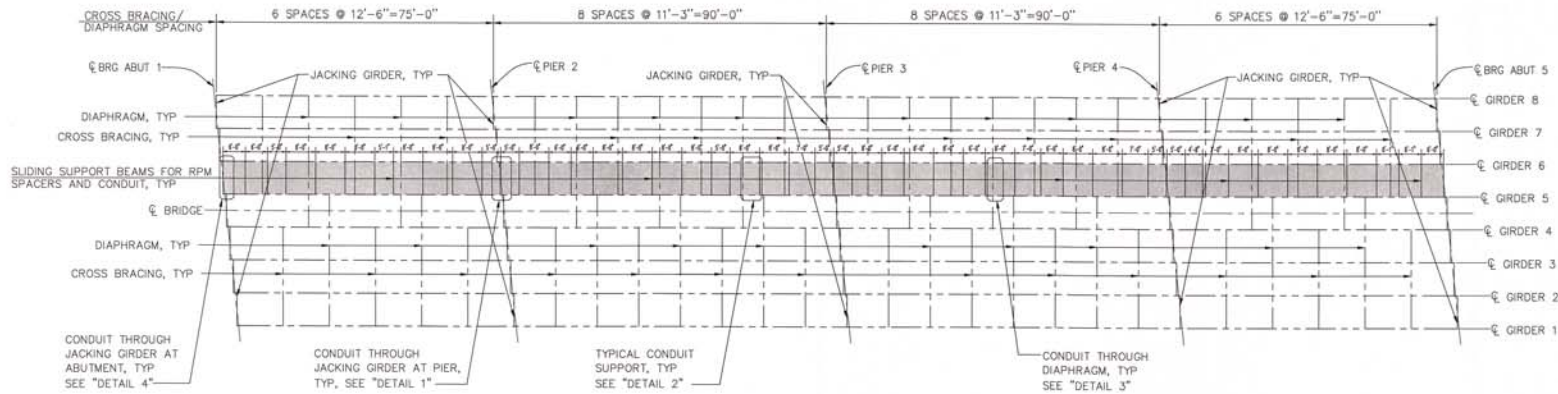 CROSS BRACING/
DIAPHRAGM SPACING
6 SPACES @ 12'-6"=75'-0"
8 SPACES @ 11'-3"=90'-0"
8 SPACES @ 11'-3"=90'-0"
6 SPACES @ 12'-6"=75'-0"
℄ BRG ABUT 1
JACKING GIRDER, TYP
℄ PIER 2
JACKING GIRDER, TYP
℄ PIER 3
℄ PIER 4
JACKING GIRDER, TYP
℄ BRG ABUT 5
℄ GIRDER 8
DIAPHRAGM, TYP
℄ GIRDER 7
CROSS BRACING, TYP
℄ GIRDER 6
SLIDING SUPPORT BEAMS FOR RPM
SPACERS AND CONDUIT, TYP
℄ GIRDER 5
℄ BRIDGE
℄ GIRDER 4
DIAPHRAGM, TYP
℄ GIRDER 3
CROSS BRACING, TYP
℄ GIRDER 2
℄ GIRDER 1
CONDUIT THROUGH
JACKING GIRDER AT
ABUTMENT, TYP
SEE "DETAIL 4"
CONDUIT THROUGH
JACKING GIRDER AT PIER,
TYP, SEE "DETAIL 1"
TYPICAL CONDUIT
SUPPORT, TYP
SEE "DETAIL 2"
CONDUIT THROUGH
DIAPHRAGM, TYP
SEE "DETAIL 3"